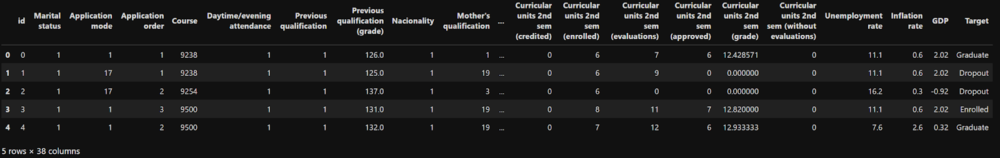 id Marital status Application mode Application order Course Daytime/evening attendance Previous qualification Previous qualification (grade) Nacionality Mother's qualification ... Curricular units 2nd sem (credited) Curricular units 2nd sem (enrolled) Curricular units 2nd sem (evaluations) Curricular units 2nd sem (approved) Curricular units 2nd sem (grade) Curricular units 2nd sem (without evaluations) Unemployment rate Inflation rate GDP Target
0 0 1 1 1 9238 1 1 126.0 1 1 ... 0 6 7 6 12.428571 0 11.1 0.6 2.02 Graduate
1 1 1 17 1 9238 1 1 125.0 1 19 ... 0 6 9 0 0.000000 0 11.1 0.6 2.02 Dropout
2 2 1 17 2 9254 1 1 137.0 1 3 ... 0 6 0 0 0.000000 0 16.2 0.3 -0.92 Dropout
3 3 1 1 3 9500 1 1 131.0 1 19 ... 0 8 11 7 12.820000 0 11.1 0.6 2.02 Enrolled
4 4 1 1 2 9500 1 1 132.0 1 19 ... 0 7 12 6 12.933333 0 7.6 2.6 0.32 Graduate
5 rows × 38 columns